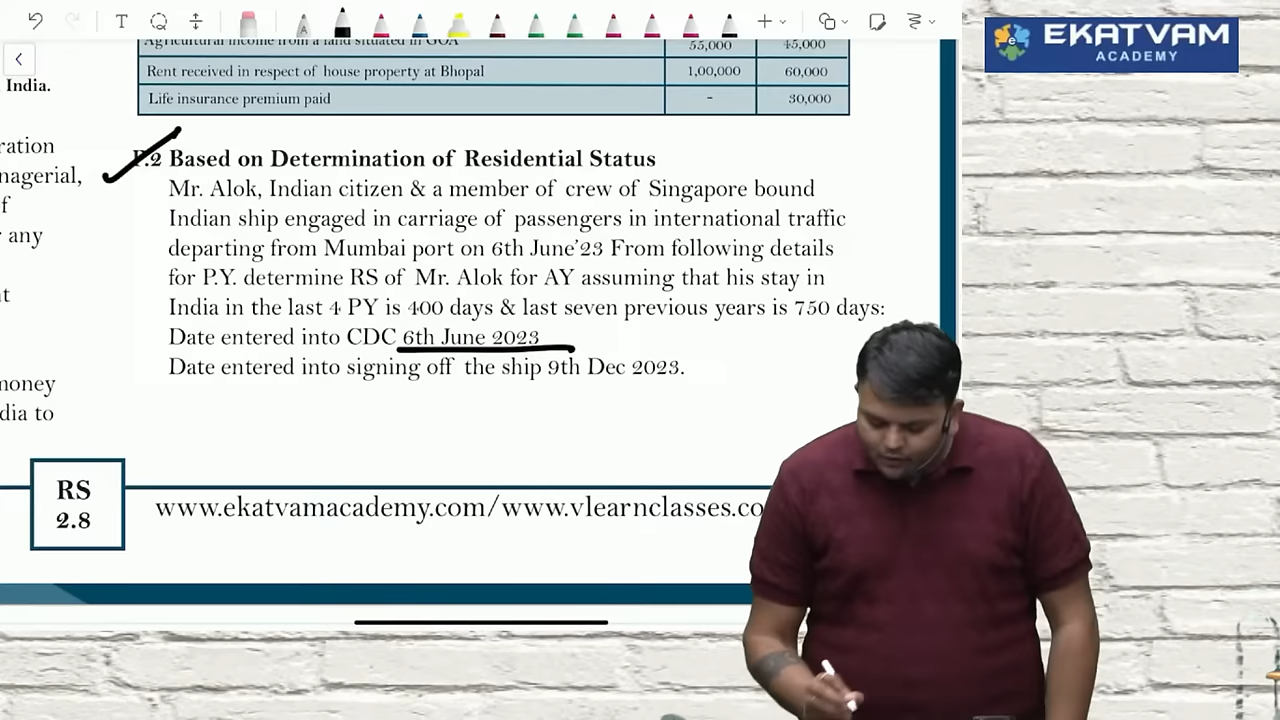 EKATVAM
ACADEMY
Agricultural income from a land situated in GOA 55,000 45,000
Rent received in respect of house property at Bhopal 1,00,000 60,000
Life insurance premium paid - 30,000
India.
ration
nagerial,
f
any
t
money
dia to
P.2 Based on Determination of Residential Status
Mr. Alok, Indian citizen & a member of crew of Singapore bound
Indian ship engaged in carriage of passengers in international traffic
departing from Mumbai port on 6th June'23 From following details
for P.Y. determine RS of Mr. Alok for AY assuming that his stay in
India in the last 4 PY is 400 days & last seven previous years is 750 days:
Date entered into CDC 6th June 2023
Date entered into signing off the ship 9th Dec 2023.
RS
2.8
www.ekatvamacademy.com/www.vlearnclasses.co